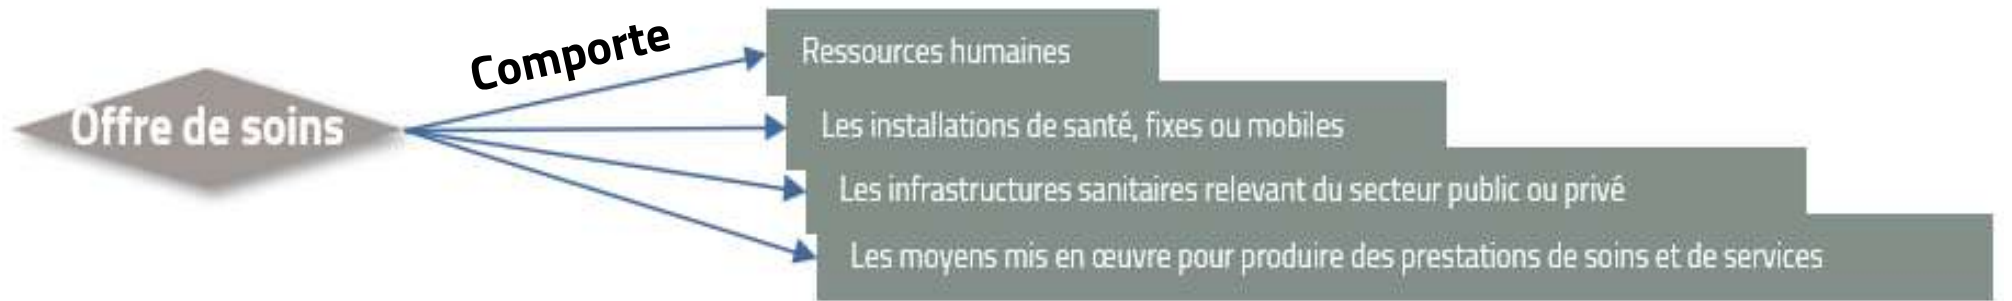 Offre de soins
Comporte
Ressources humaines
Les installations de santé, fixes ou mobiles
Les infrastructures sanitaires relevant du secteur public ou privé
Les moyens mis en œuvre pour produire des prestations de soins et de services